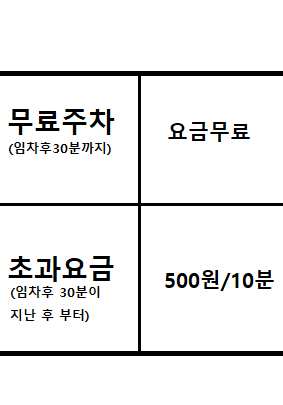 무료주차
(임차후30분까지)
요금무료
초과요금
(임차후 30분이
지난 후 부터)
500원/10분